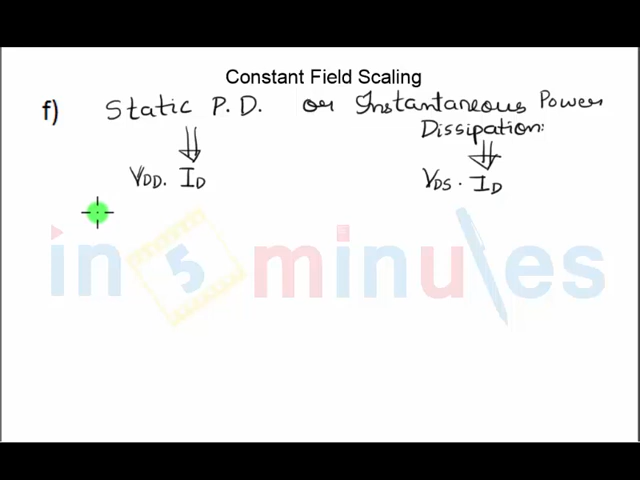 Constant Field Scaling
f) Static P.D. or Instantaneous Power
Dissipation:
VDD. ID VDS. ID
in 5 minutes